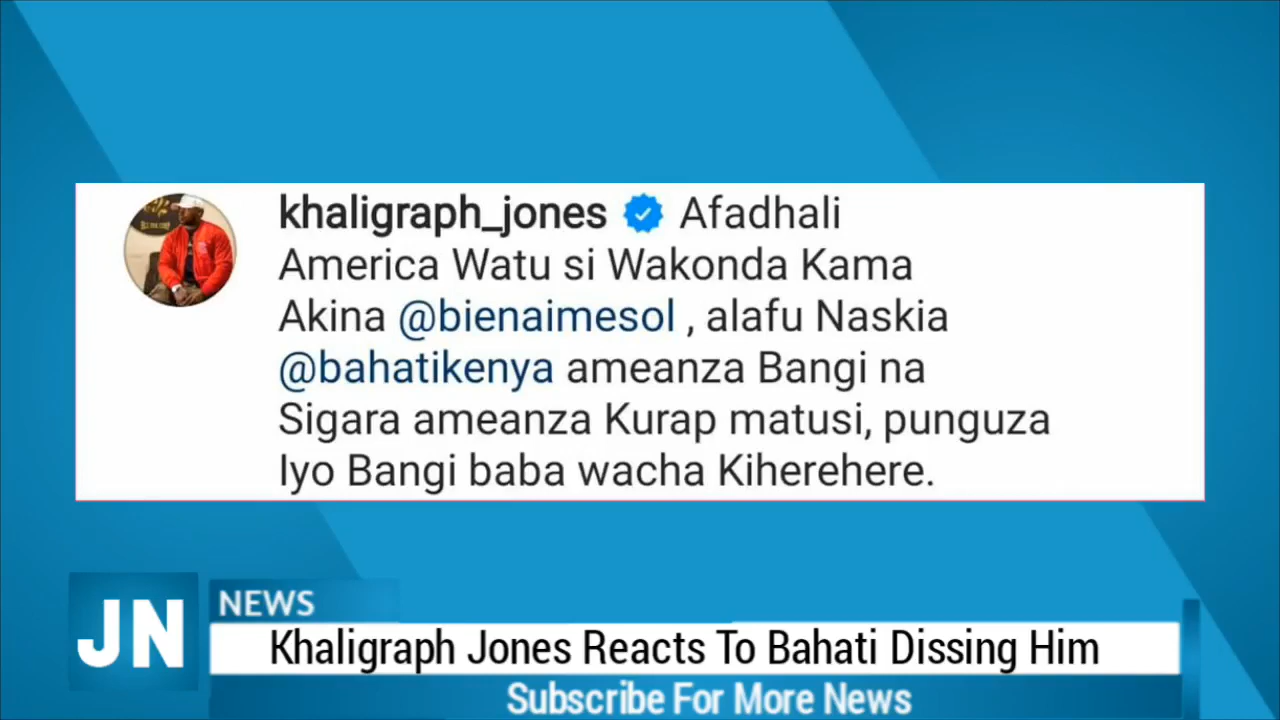 khaligraph_jones Afadhali
America Watu si Wakonda Kama
Akina @bienaimesol , alafu Naskia
@bahatikenya ameanza Bangi na
Sigara ameanza Kurap matusi, punguza
Iyo Bangi baba wacha Kiherehere.
JN
NEWS
Khaligraph Jones Reacts To Bahati Dissing Him
Subscribe For More News